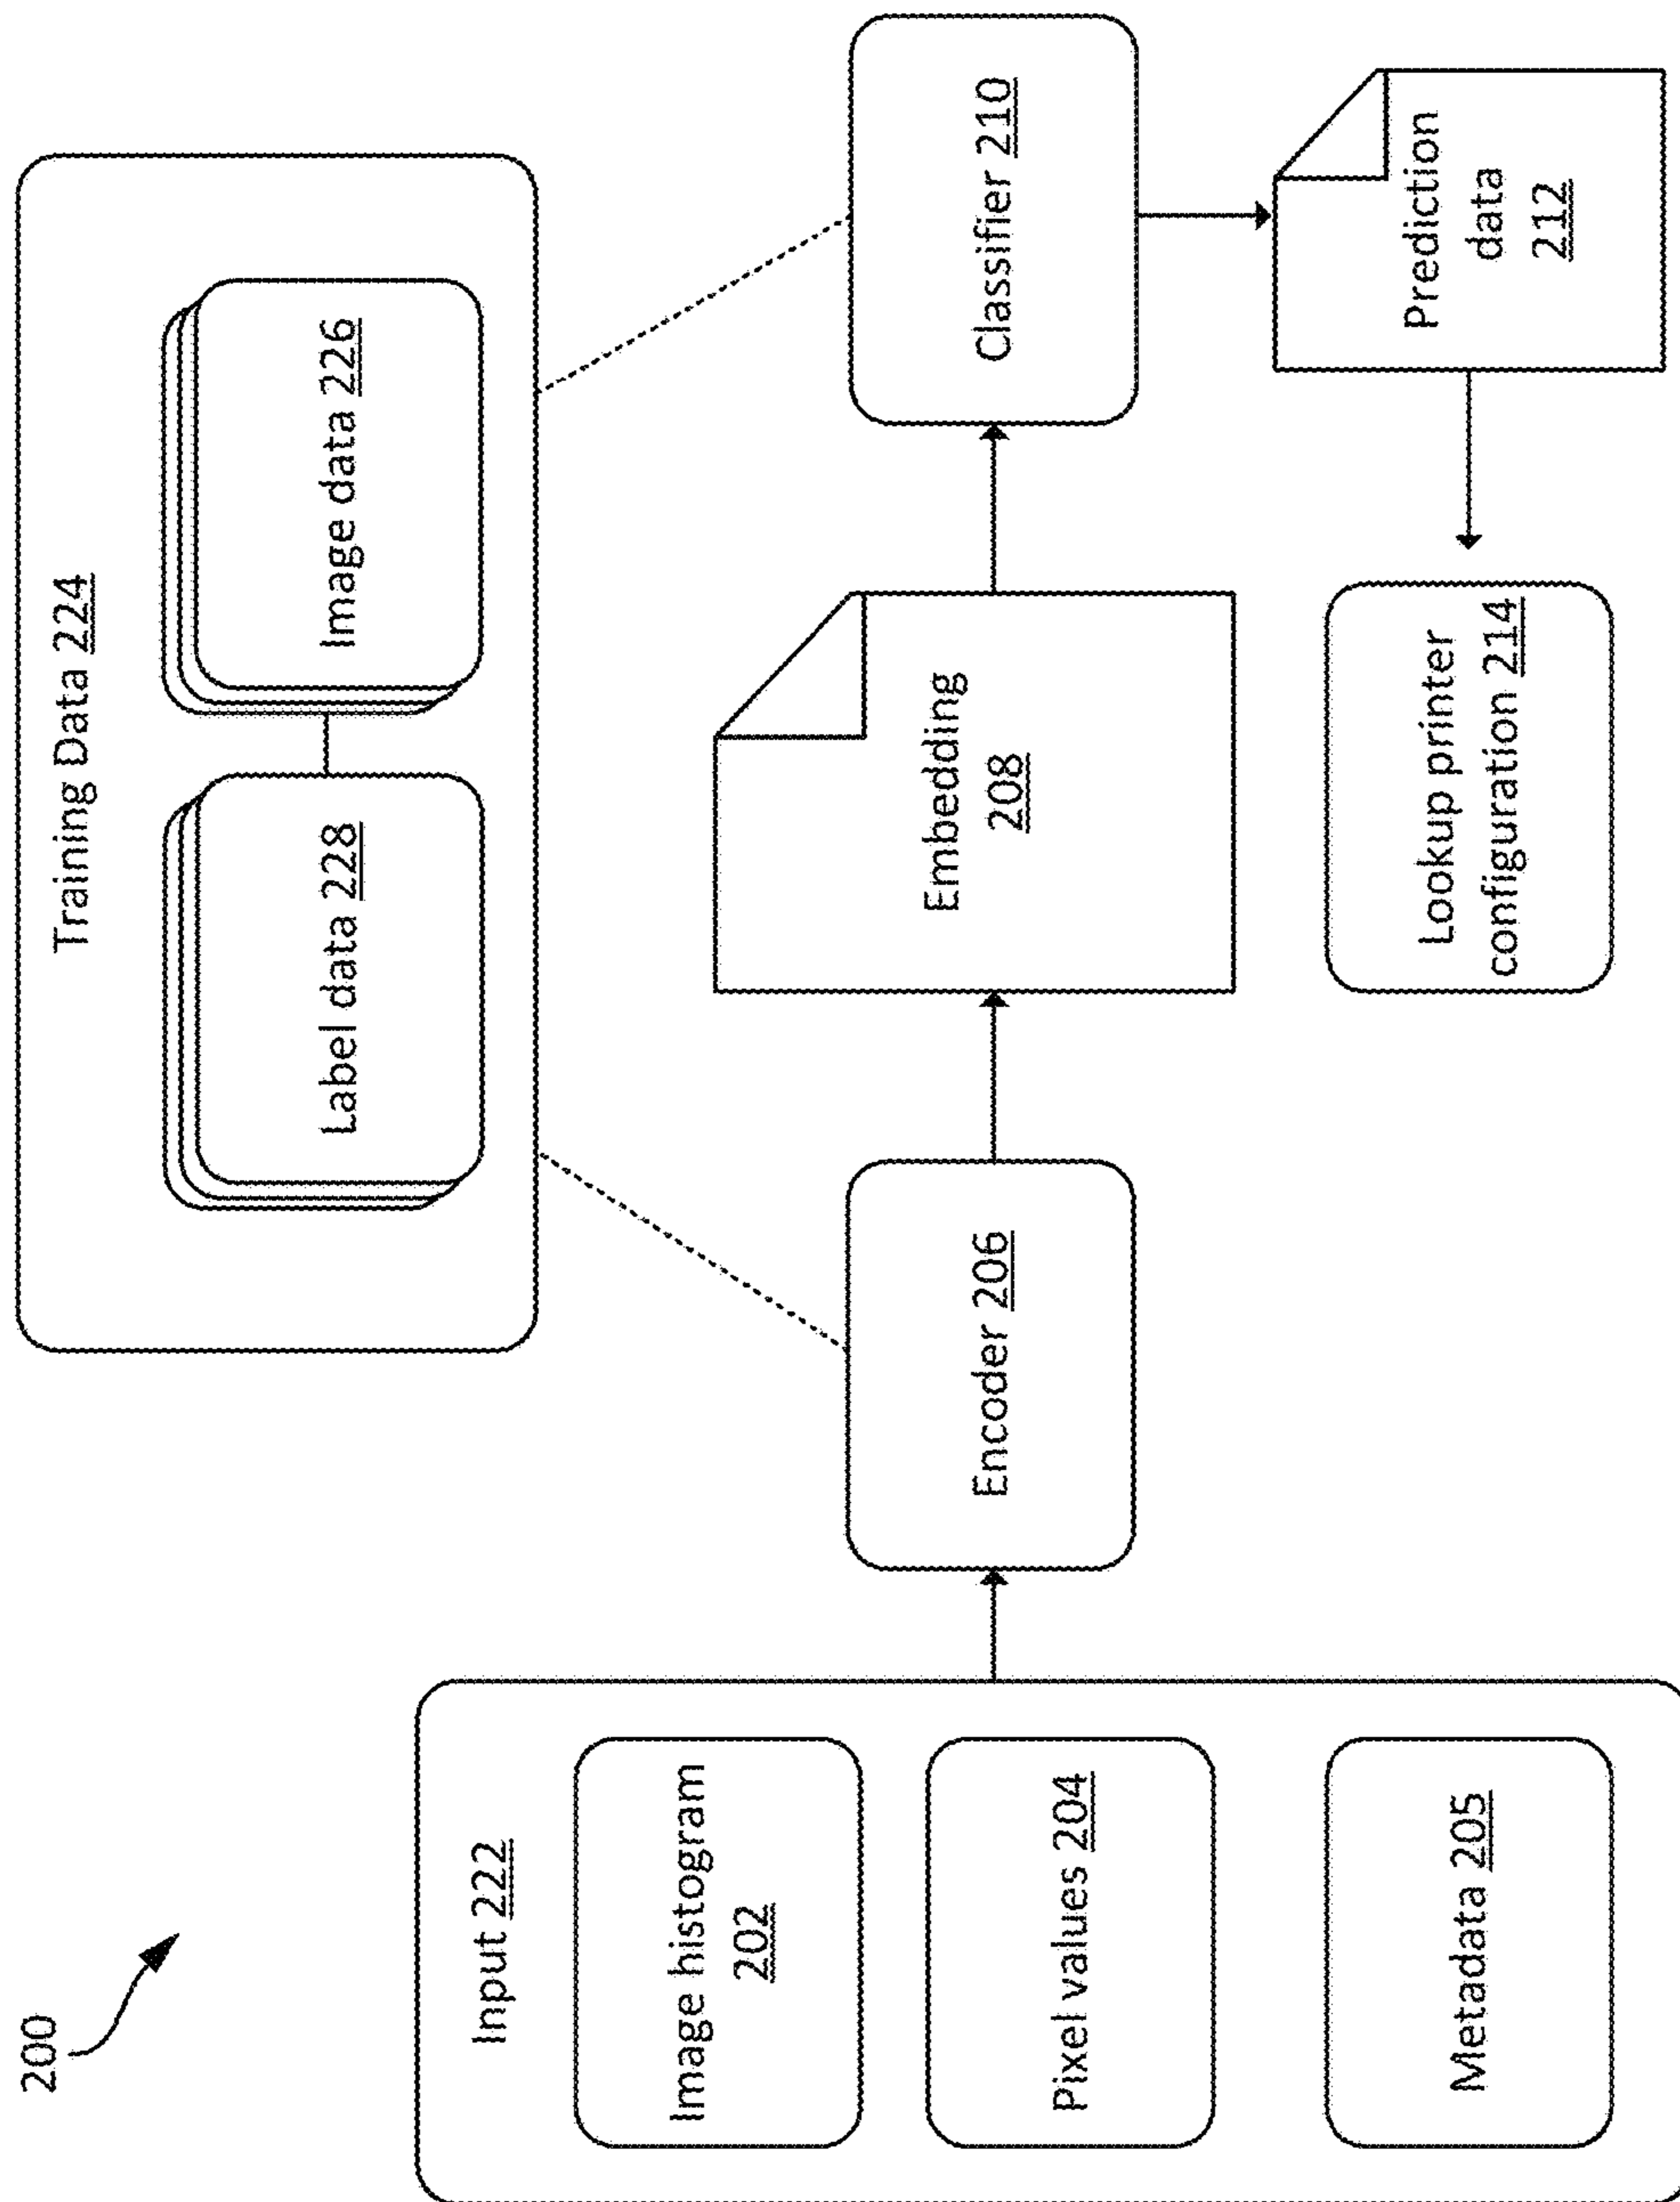 200
Training Data 224
Label data 228
Image data 226
Input 222
Image histogram
202
Pixel values 204
Metadata 205
Encoder 206
Embedding
208
Classifier 210
Prediction
data
212
Lookup printer
configuration 214